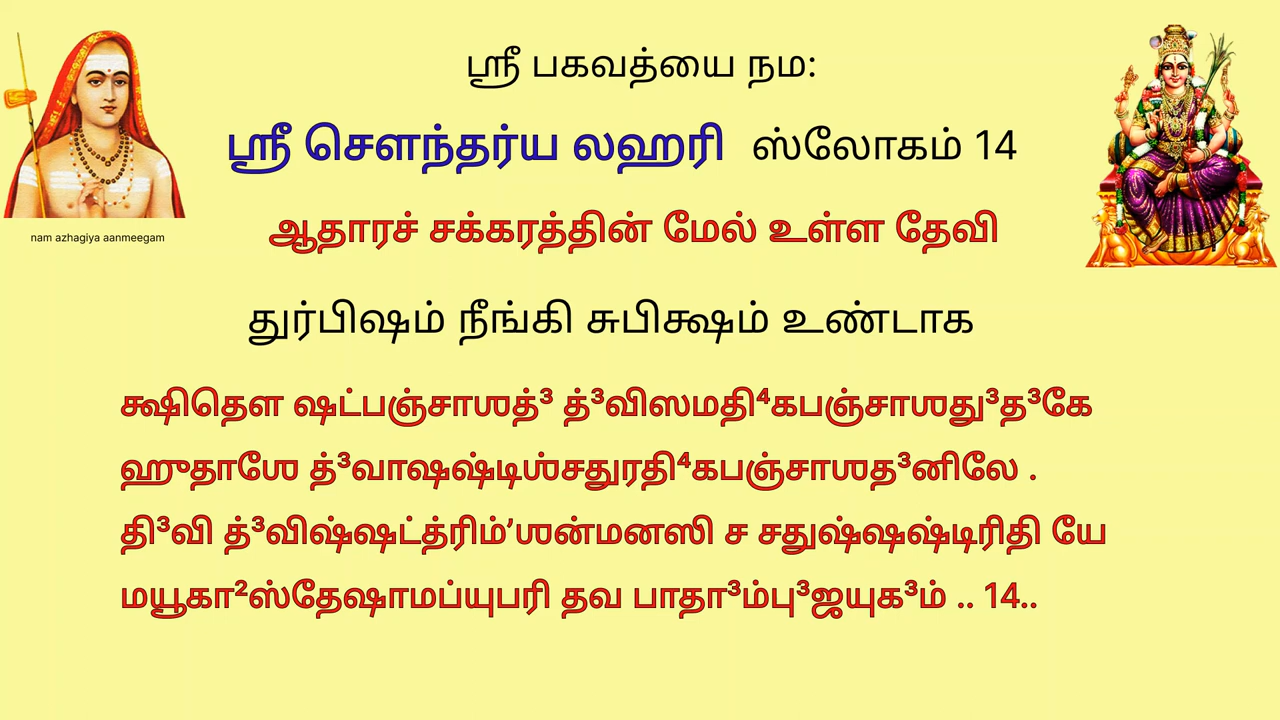 ஸ்ரீ பகவத்யை நம:
ஸ்ரீ சௌந்தர்ய லஹரி ஸ்லோகம் 14
nam azhagiya aanmeegam
ஆதாரச் சக்கரத்தின் மேல் உள்ள தேவி
துர்பிஷம் நீங்கி சுபிக்ஷம் உண்டாக
க்ஷிதௌ ஷட்பஞ்சாஶத்³ த்³விஸமதி⁴கபஞ்சாஶது³த³கே
ஹுதாஶே த்³வாஷஷ்டிஶ்சதுரதி⁴கபஞ்சாஶத³னிலே .
தி³வி த்³விஷ்ஷட்த்ரிம்ʼஶன்மனஸி ச சதுஷ்ஷஷ்டிரிதி யே
மயூகா²ஸ்தேஷாமப்யுபரி தவ பாதா³ம்பு³ஜயுக³ம் .. 14..